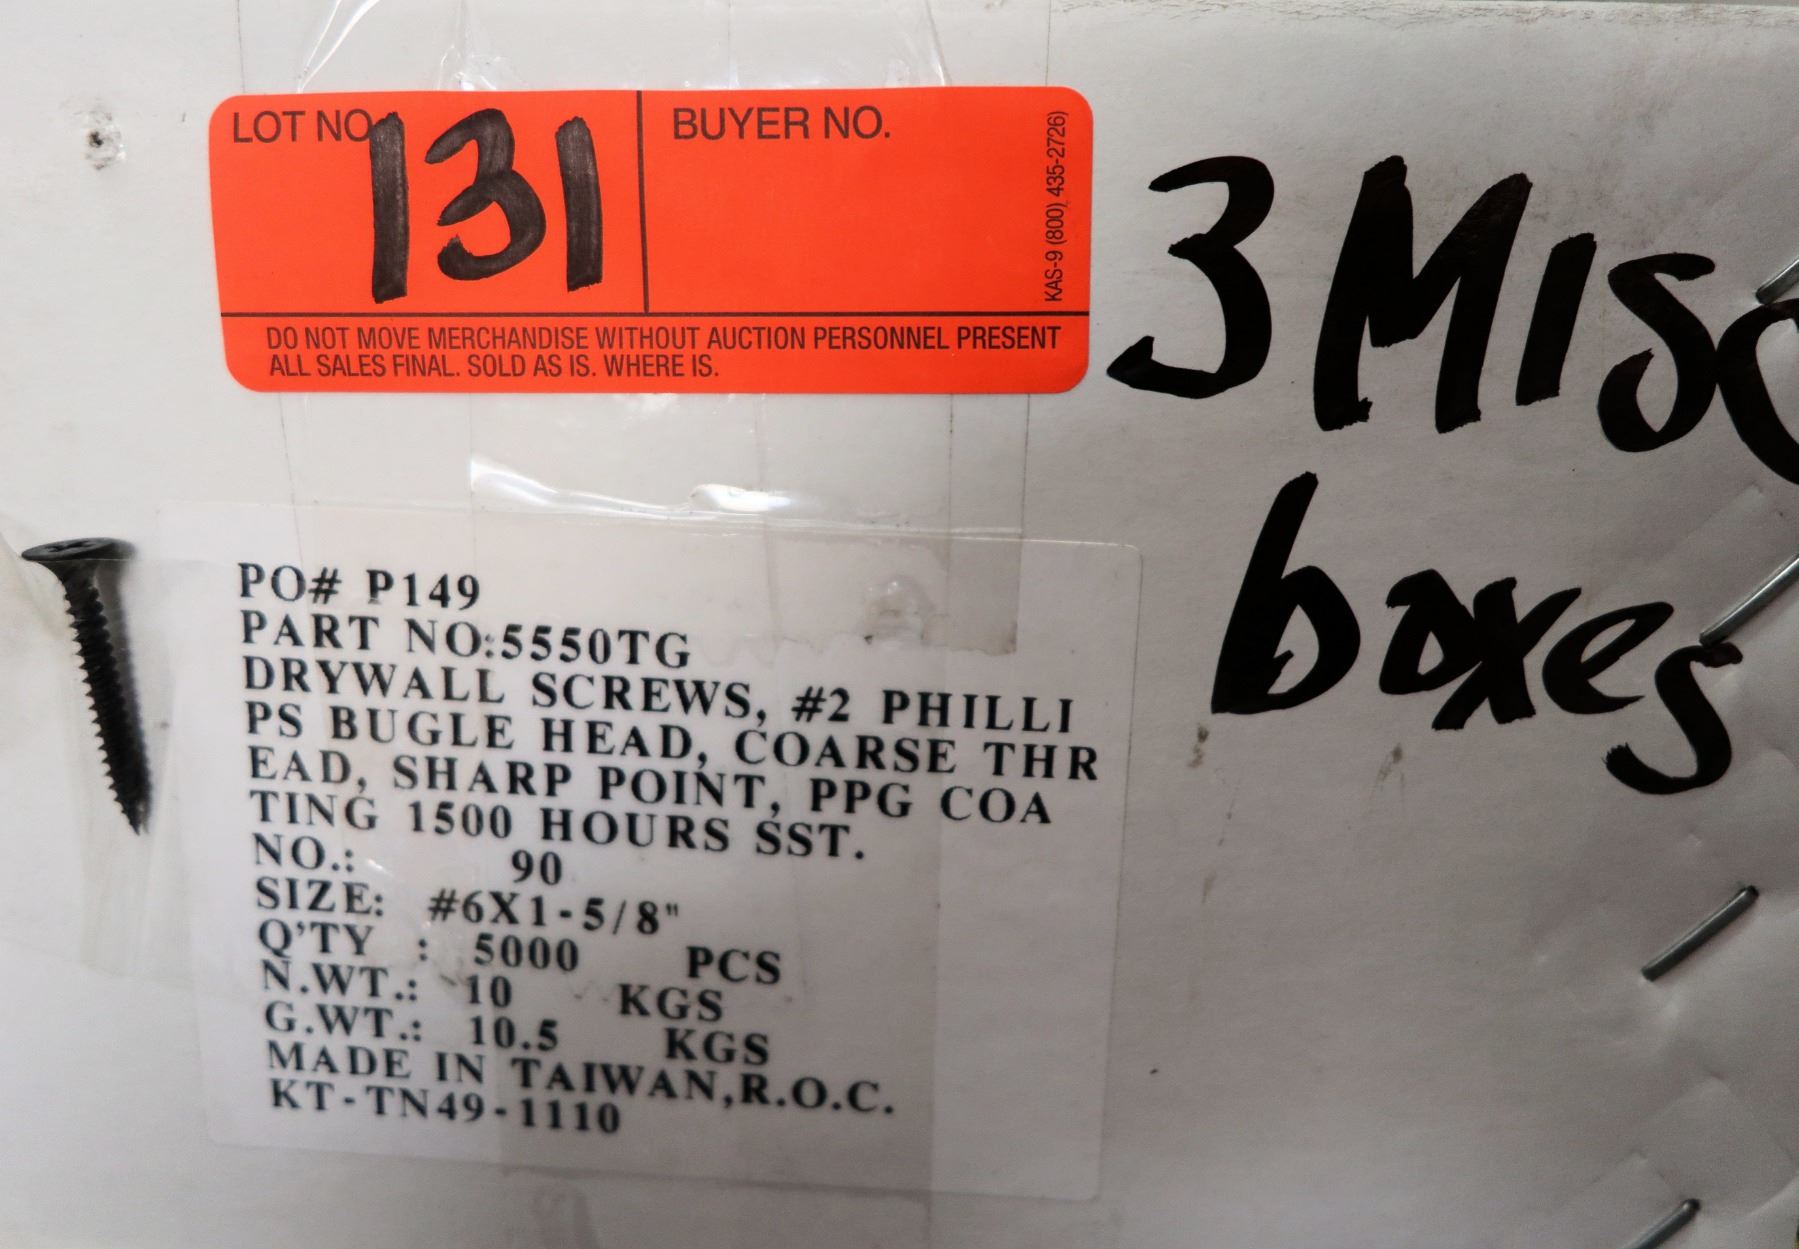 LOT NO. 131
BUYER NO.
KAS-9 (800) 435-2726)
DO NOT MOVE MERCHANDISE WITHOUT AUCTION PERSONNEL PRESENT
ALL SALES FINAL. SOLD AS IS. WHERE IS.
3 Misc
boxes
PO# P149
PART NO:5550TG
DRYWALL SCREWS, #2 PHILLI
PS BUGLE HEAD, COARSE THR
EAD, SHARP POINT, PPG COA
TING 1500 HOURS SST.
NO.: 90
SIZE: #6X1-5/8"
Q'TY : 5000 PCS
N.WT.: 10 KGS
G.WT.: 10.5 KGS
MADE IN TAIWAN,R.O.C.
KT-TN49-1110